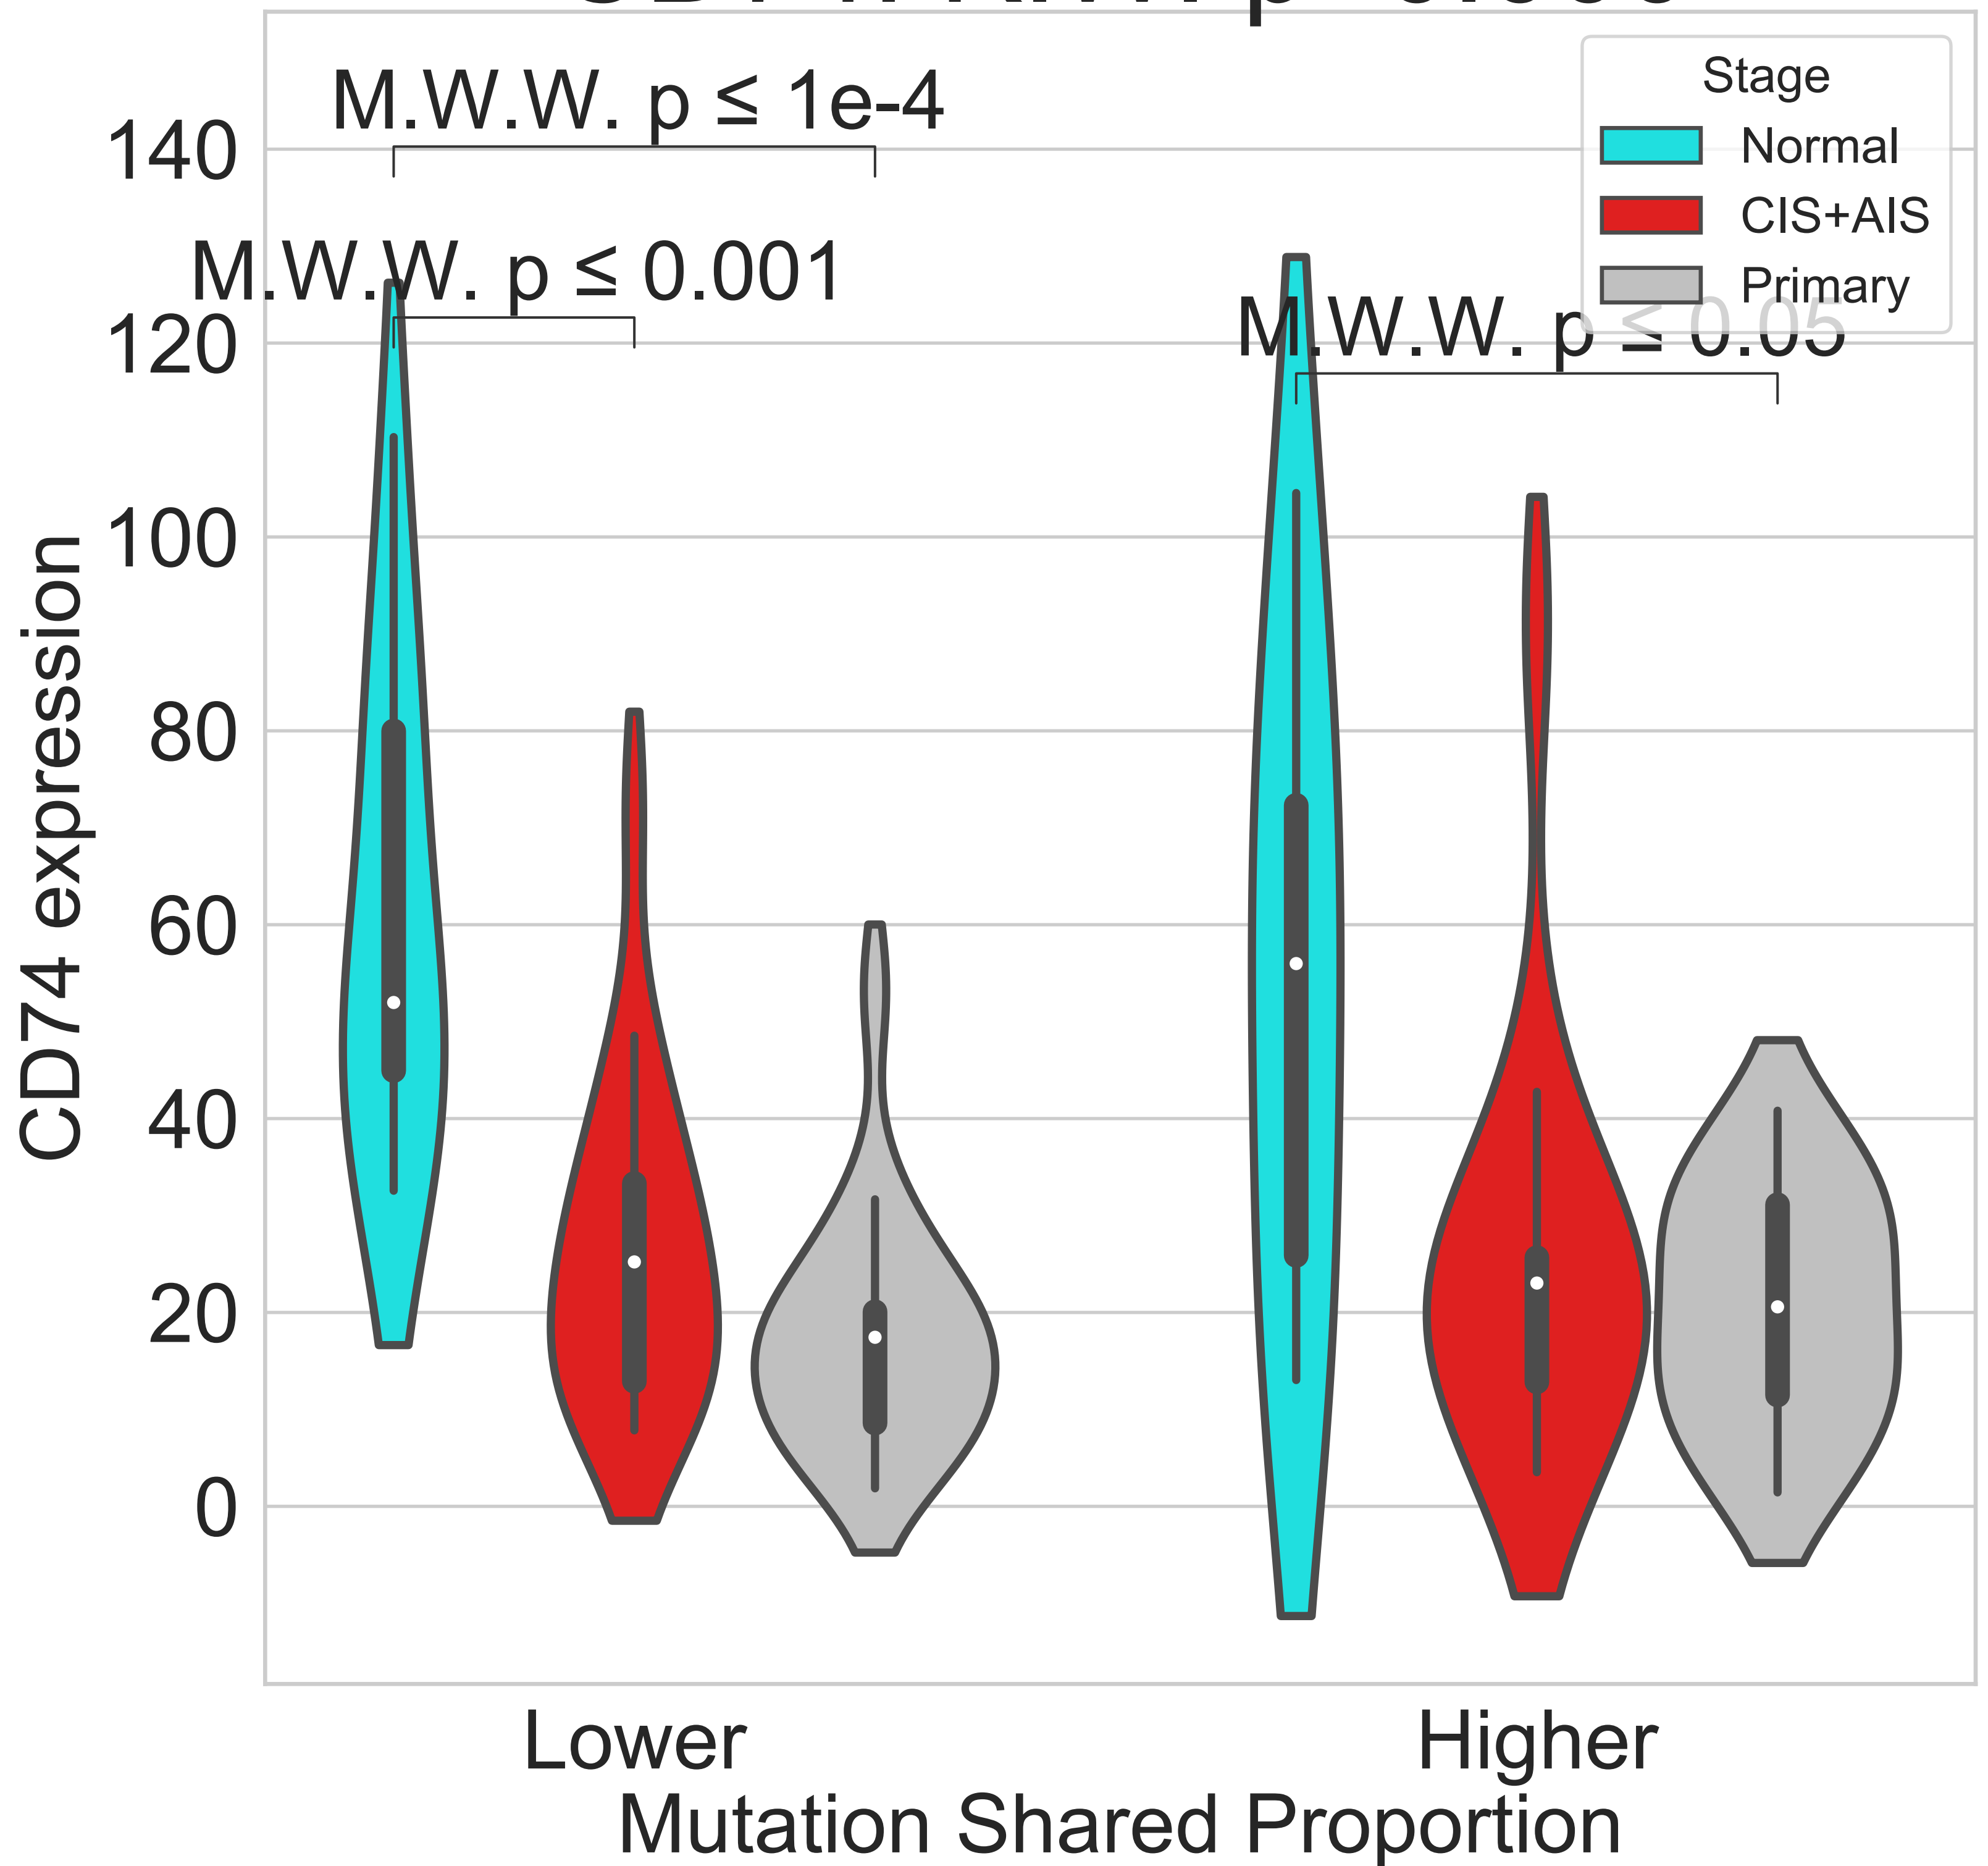 M.W.W. p ≤ 1e-4
M.W.W. p ≤ 0.001
M.W.W. p ≤ 0.05
Stage
Normal
CIS+AIS
Primary
CD74 expression
140
120
100
80
60
40
20
0
Lower
Higher
Mutation Shared Proportion